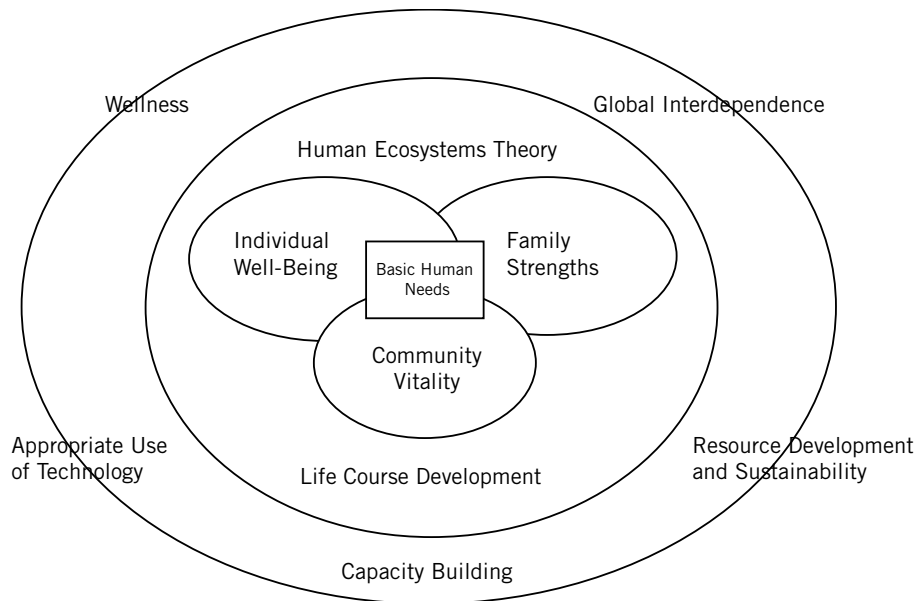 Wellness
Global Interdependence
Human Ecosystems Theory
Individual
Well-Being
Family
Strengths
Basic Human
Needs
Community
Vitality
Appropriate Use
of Technology
Resource Development
and Sustainability
Life Course Development
Capacity Building